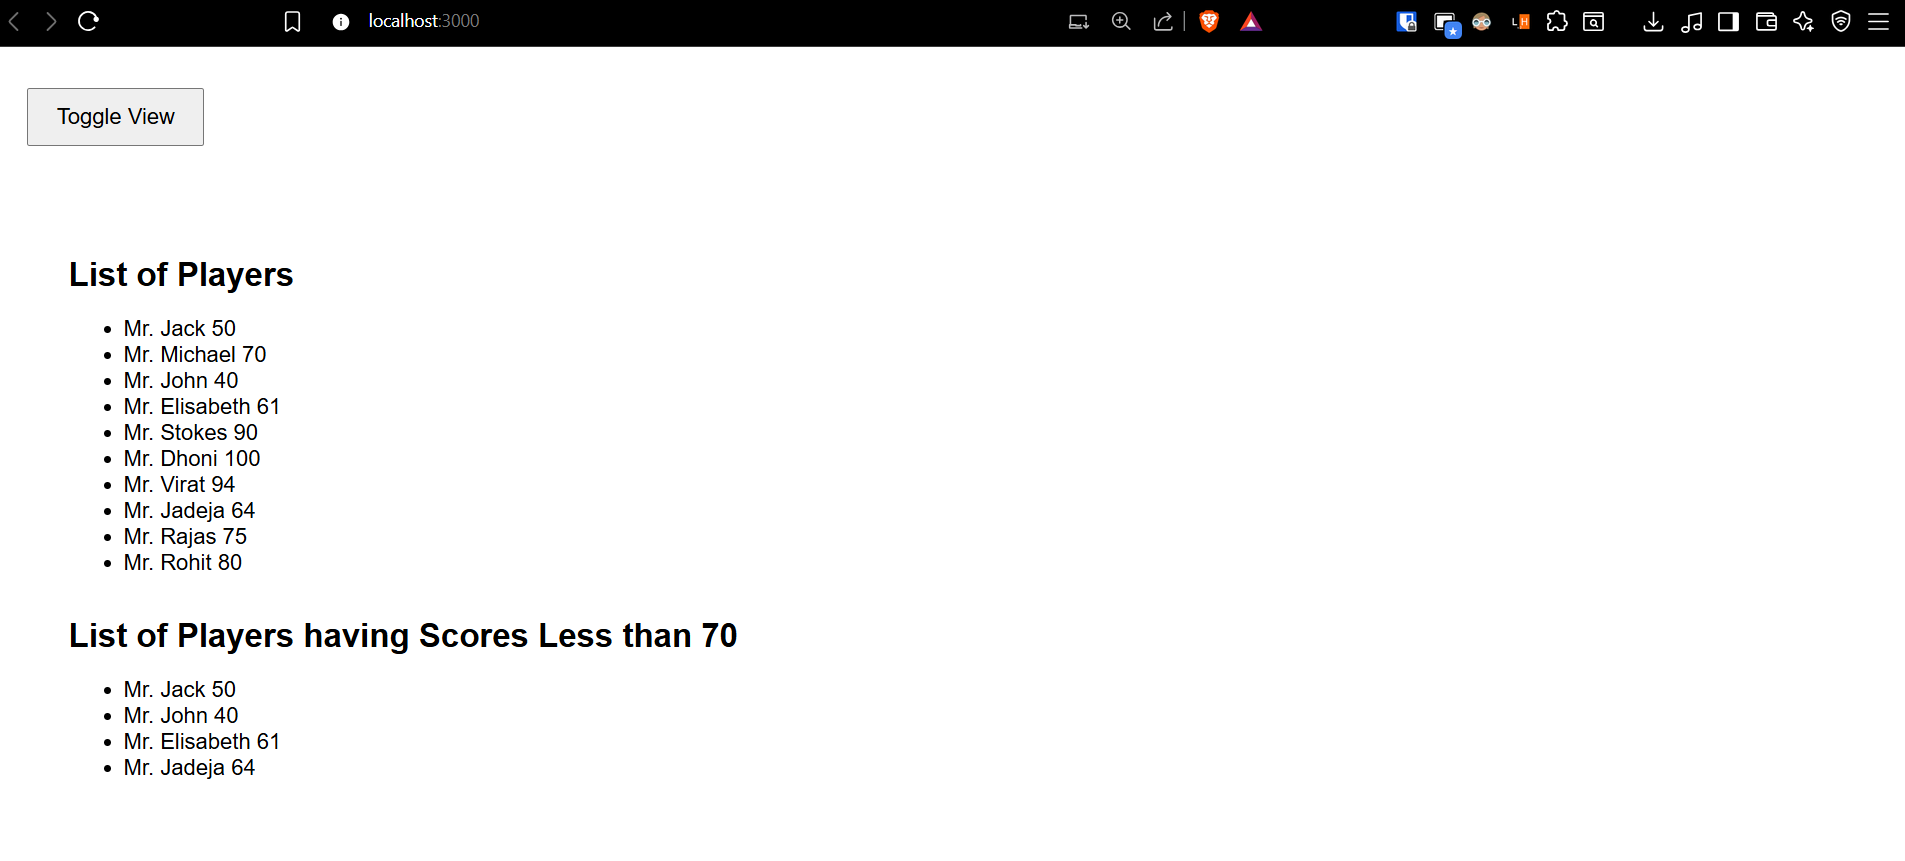 localhost:3000
Toggle View
List of Players
Mr. Jack 50
Mr. Michael 70
Mr. John 40
Mr. Elisabeth 61
Mr. Stokes 90
Mr. Dhoni 100
Mr. Virat 94
Mr. Jadeja 64
Mr. Rajas 75
Mr. Rohit 80
List of Players having Scores Less than 70
Mr. Jack 50
Mr. John 40
Mr. Elisabeth 61
Mr. Jadeja 64